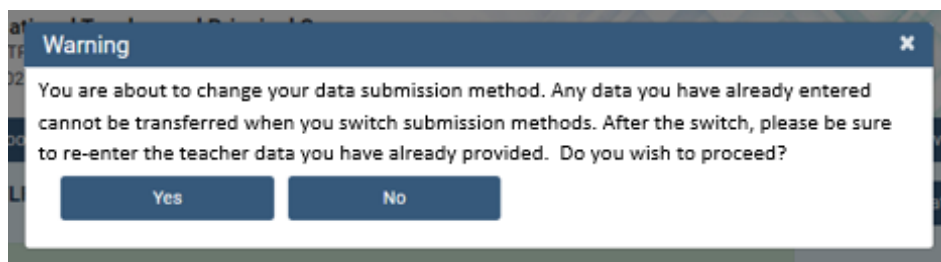 Warning
You are about to change your data submission method. Any data you have already entered
cannot be transferred when you switch submission methods. After the switch, please be sure
to re-enter the teacher data you have already provided.  Do you wish to proceed?
Yes
No